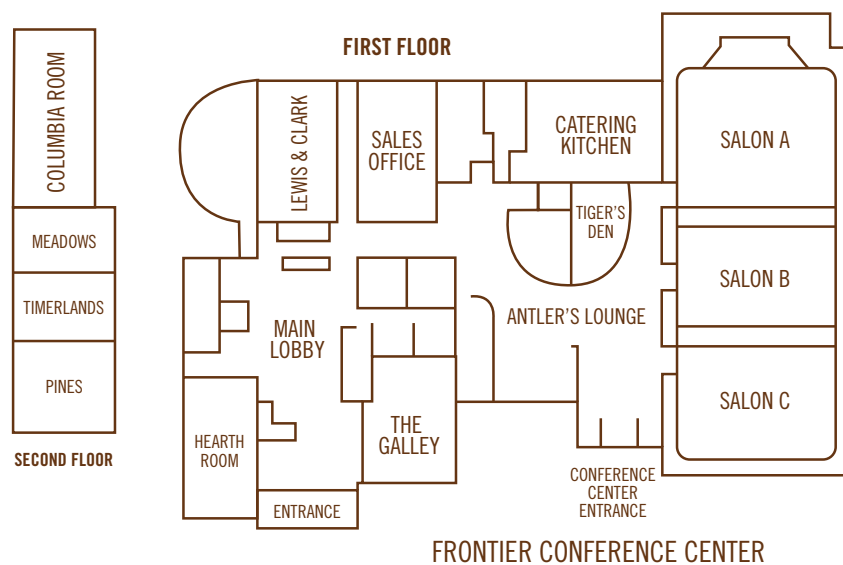 FIRST FLOOR
COLUMBIA ROOM
MEADOWS
TIMERLANDS
PINES
SECOND FLOOR
LEWIS & CLARK
SALES
OFFICE
CATERING
KITCHEN
SALON A
TIGER'S
DEN
SALON B
ANTLER'S LOUNGE
MAIN
LOBBY
SALON C
HEARTH
ROOM
THE
GALLEY
ENTRANCE
CONFERENCE
CENTER
ENTRANCE
FRONTIER CONFERENCE CENTER